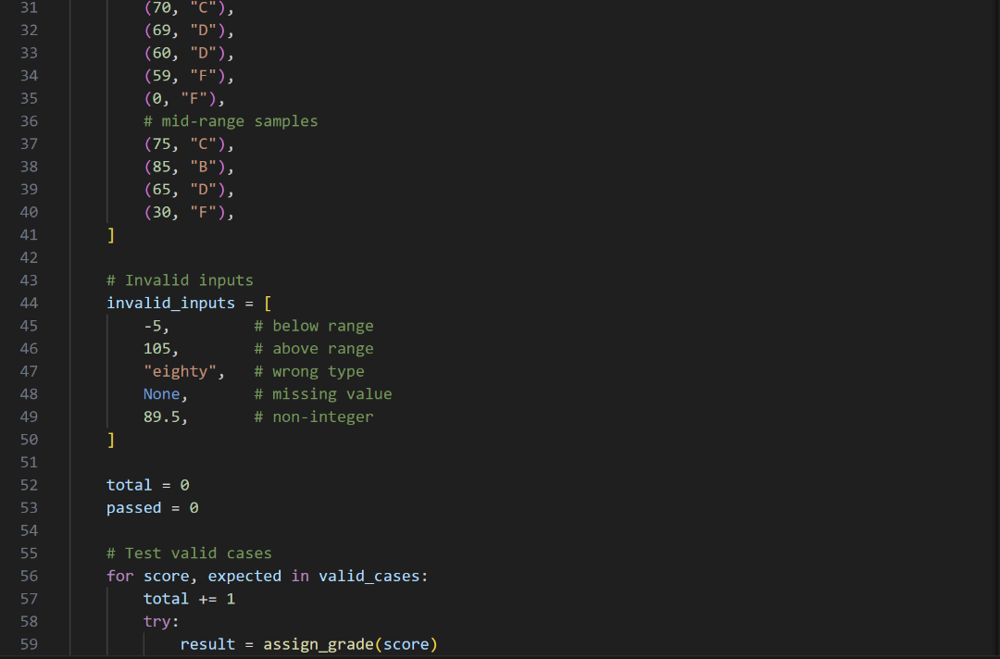 31 (70, "C"),
32 (69, "D"),
33 (60, "D"),
34 (59, "F"),
35 (0, "F"),
36 # mid-range samples
37 (75, "C"),
38 (85, "B"),
39 (65, "D"),
40 (30, "F"),
41 ]
42
43 # Invalid inputs
44 invalid_inputs = [
45 -5, # below range
46 105, # above range
47 "eighty", # wrong type
48 None, # missing value
49 89.5, # non-integer
50 ]
51
52 total = 0
53 passed = 0
54
55 # Test valid cases
56 for score, expected in valid_cases:
57 total += 1
58 try:
59 result = assign_grade(score)